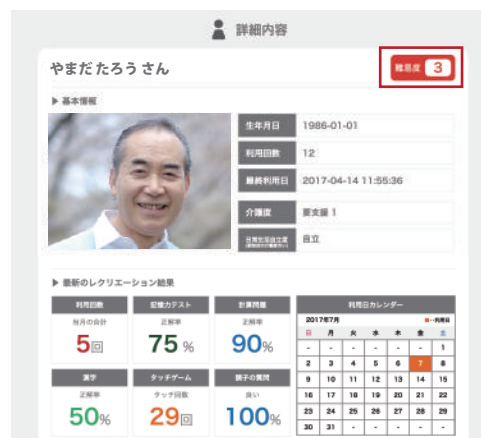 詳細内容
やまだたろうさん
難易度 3
▶ 基本情報
生年月日 1986-01-01
利用回数 12
最終利用日 2017-04-14 11:55:36
介護度 要支援 1
日常生活自立度 自立
▶ 最新のレクリエーション結果
利用回数 記憶力テスト 計算問題 利用日カレンダー
当月の合計 正解率 正解率
5回 75 % 90%
2017年7月 ■…利用日
日 月 火 水 木 金 土
- - - - - - 1
2 3 4 5 6 7 8
漢字 タッチゲーム 調子の質問
正解率 タッチ回数 良い
50% 29回 100%
9 10 11 12 13 14 15
16 17 18 19 20 21 22
23 24 25 26 27 28 29
30 31 - - - - -